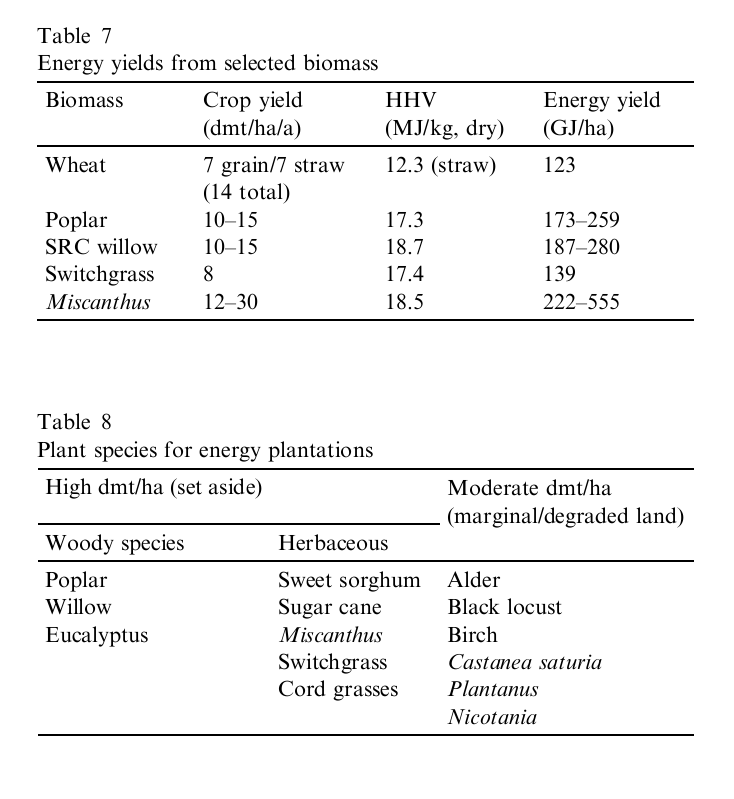 Table 7
Energy yields from selected biomass
Biomass Crop yield HHV Energy yield
(dmt/ha/a) (MJ/kg, dry) (GJ/ha)
Wheat 7 grain/7 straw 12.3 (straw) 123
(14 total)
Poplar 10–15 17.3 173–259
SRC willow 10–15 18.7 187–280
Switchgrass 8 17.4 139
Miscanthus 12–30 18.5 222–555
Table 8
Plant species for energy plantations
High dmt/ha (set aside) Moderate dmt/ha
(marginal/degraded land)
Woody species Herbaceous
Poplar Sweet sorghum Alder
Willow Sugar cane Black locust
Eucalyptus Miscanthus Birch
Switchgrass Castanea saturia
Cord grasses Plantanus
Nicotania